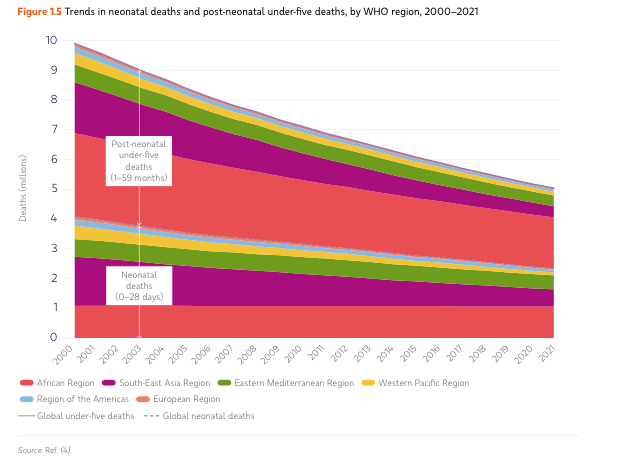 Figure 1.5 Trends in neonatal deaths and post-neonatal under-five deaths, by WHO region, 2000–2021
10
9
8
7
6
5
4
3
2
1
0
Deaths (millions)
Post-neonatal
under-five
deaths
(1–59 months)
Neonatal
deaths
(0–28 days)
2000 2001 2002 2003 2004 2005 2006 2007 2008 2009 2010 2011 2012 2013 2014 2015 2016 2017 2018 2019 2020 2021
African Region South-East Asia Region Eastern Mediterranean Region Western Pacific Region
Region of the Americas European Region
Global under-five deaths Global neonatal deaths
Source: Ref. (4).